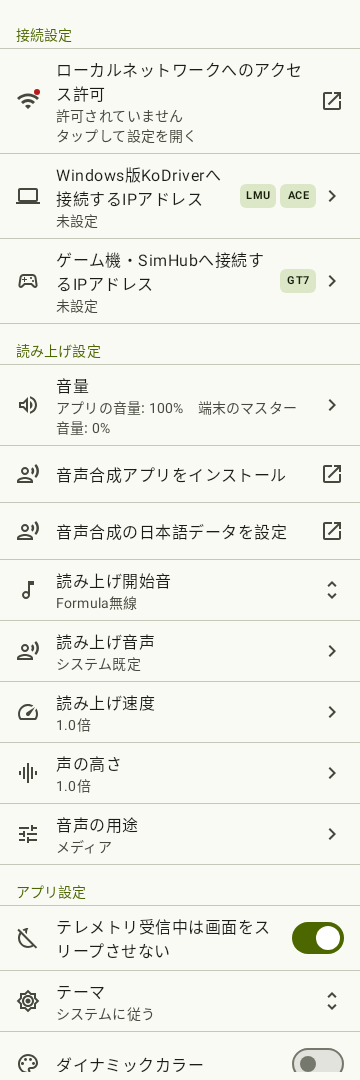 接続設定
ローカルネットワークへのアクセ
ス許可
許可されていません
タップして設定を開く
Windows版KoDriverへ
接続するIPアドレス
LMU ACE
未設定
ゲーム機・SimHubへ接続す
るIPアドレス
GT7
未設定
読み上げ設定
音量
アプリの音量: 100%　端末のマスター
音量: 0%
音声合成アプリをインストール
音声合成の日本語データを設定
読み上げ開始音
Formula無線
読み上げ音声
システム既定
読み上げ速度
1.0倍
声の高さ
1.0倍
音声の用途
メディア
アプリ設定
テレメトリ受信中は画面をス
リープさせない
テーマ
システムに従う
ダイナミックカラー